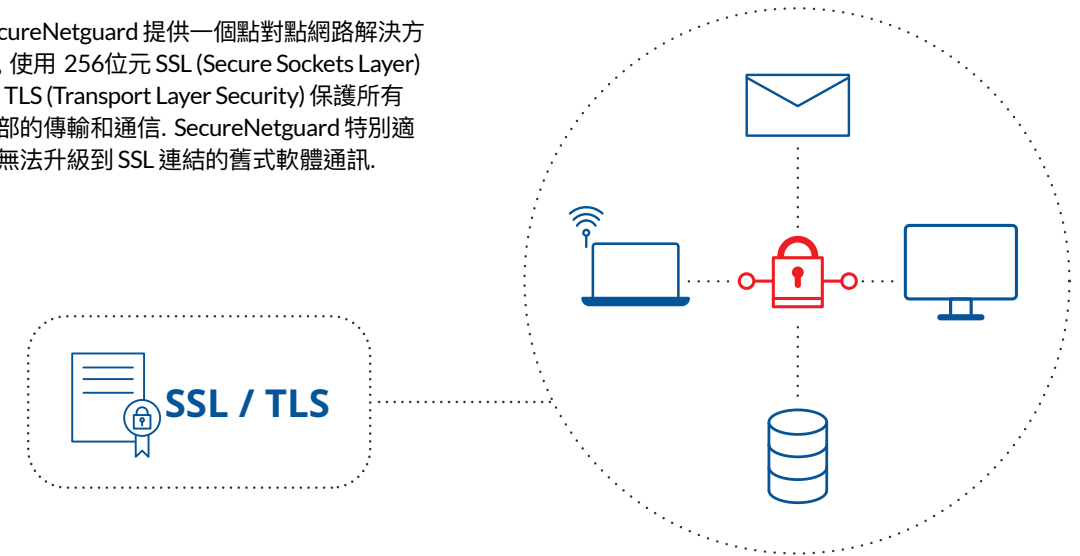 cureNetguard 提供一個點對點網路解決方
, 使用 256位元 SSL (Secure Sockets Layer)
TLS (Transport Layer Security) 保護所有
部的傳輸和通信. SecureNetguard 特別適
無法升級到 SSL 連結的舊式軟體通訊.
SSL / TLS